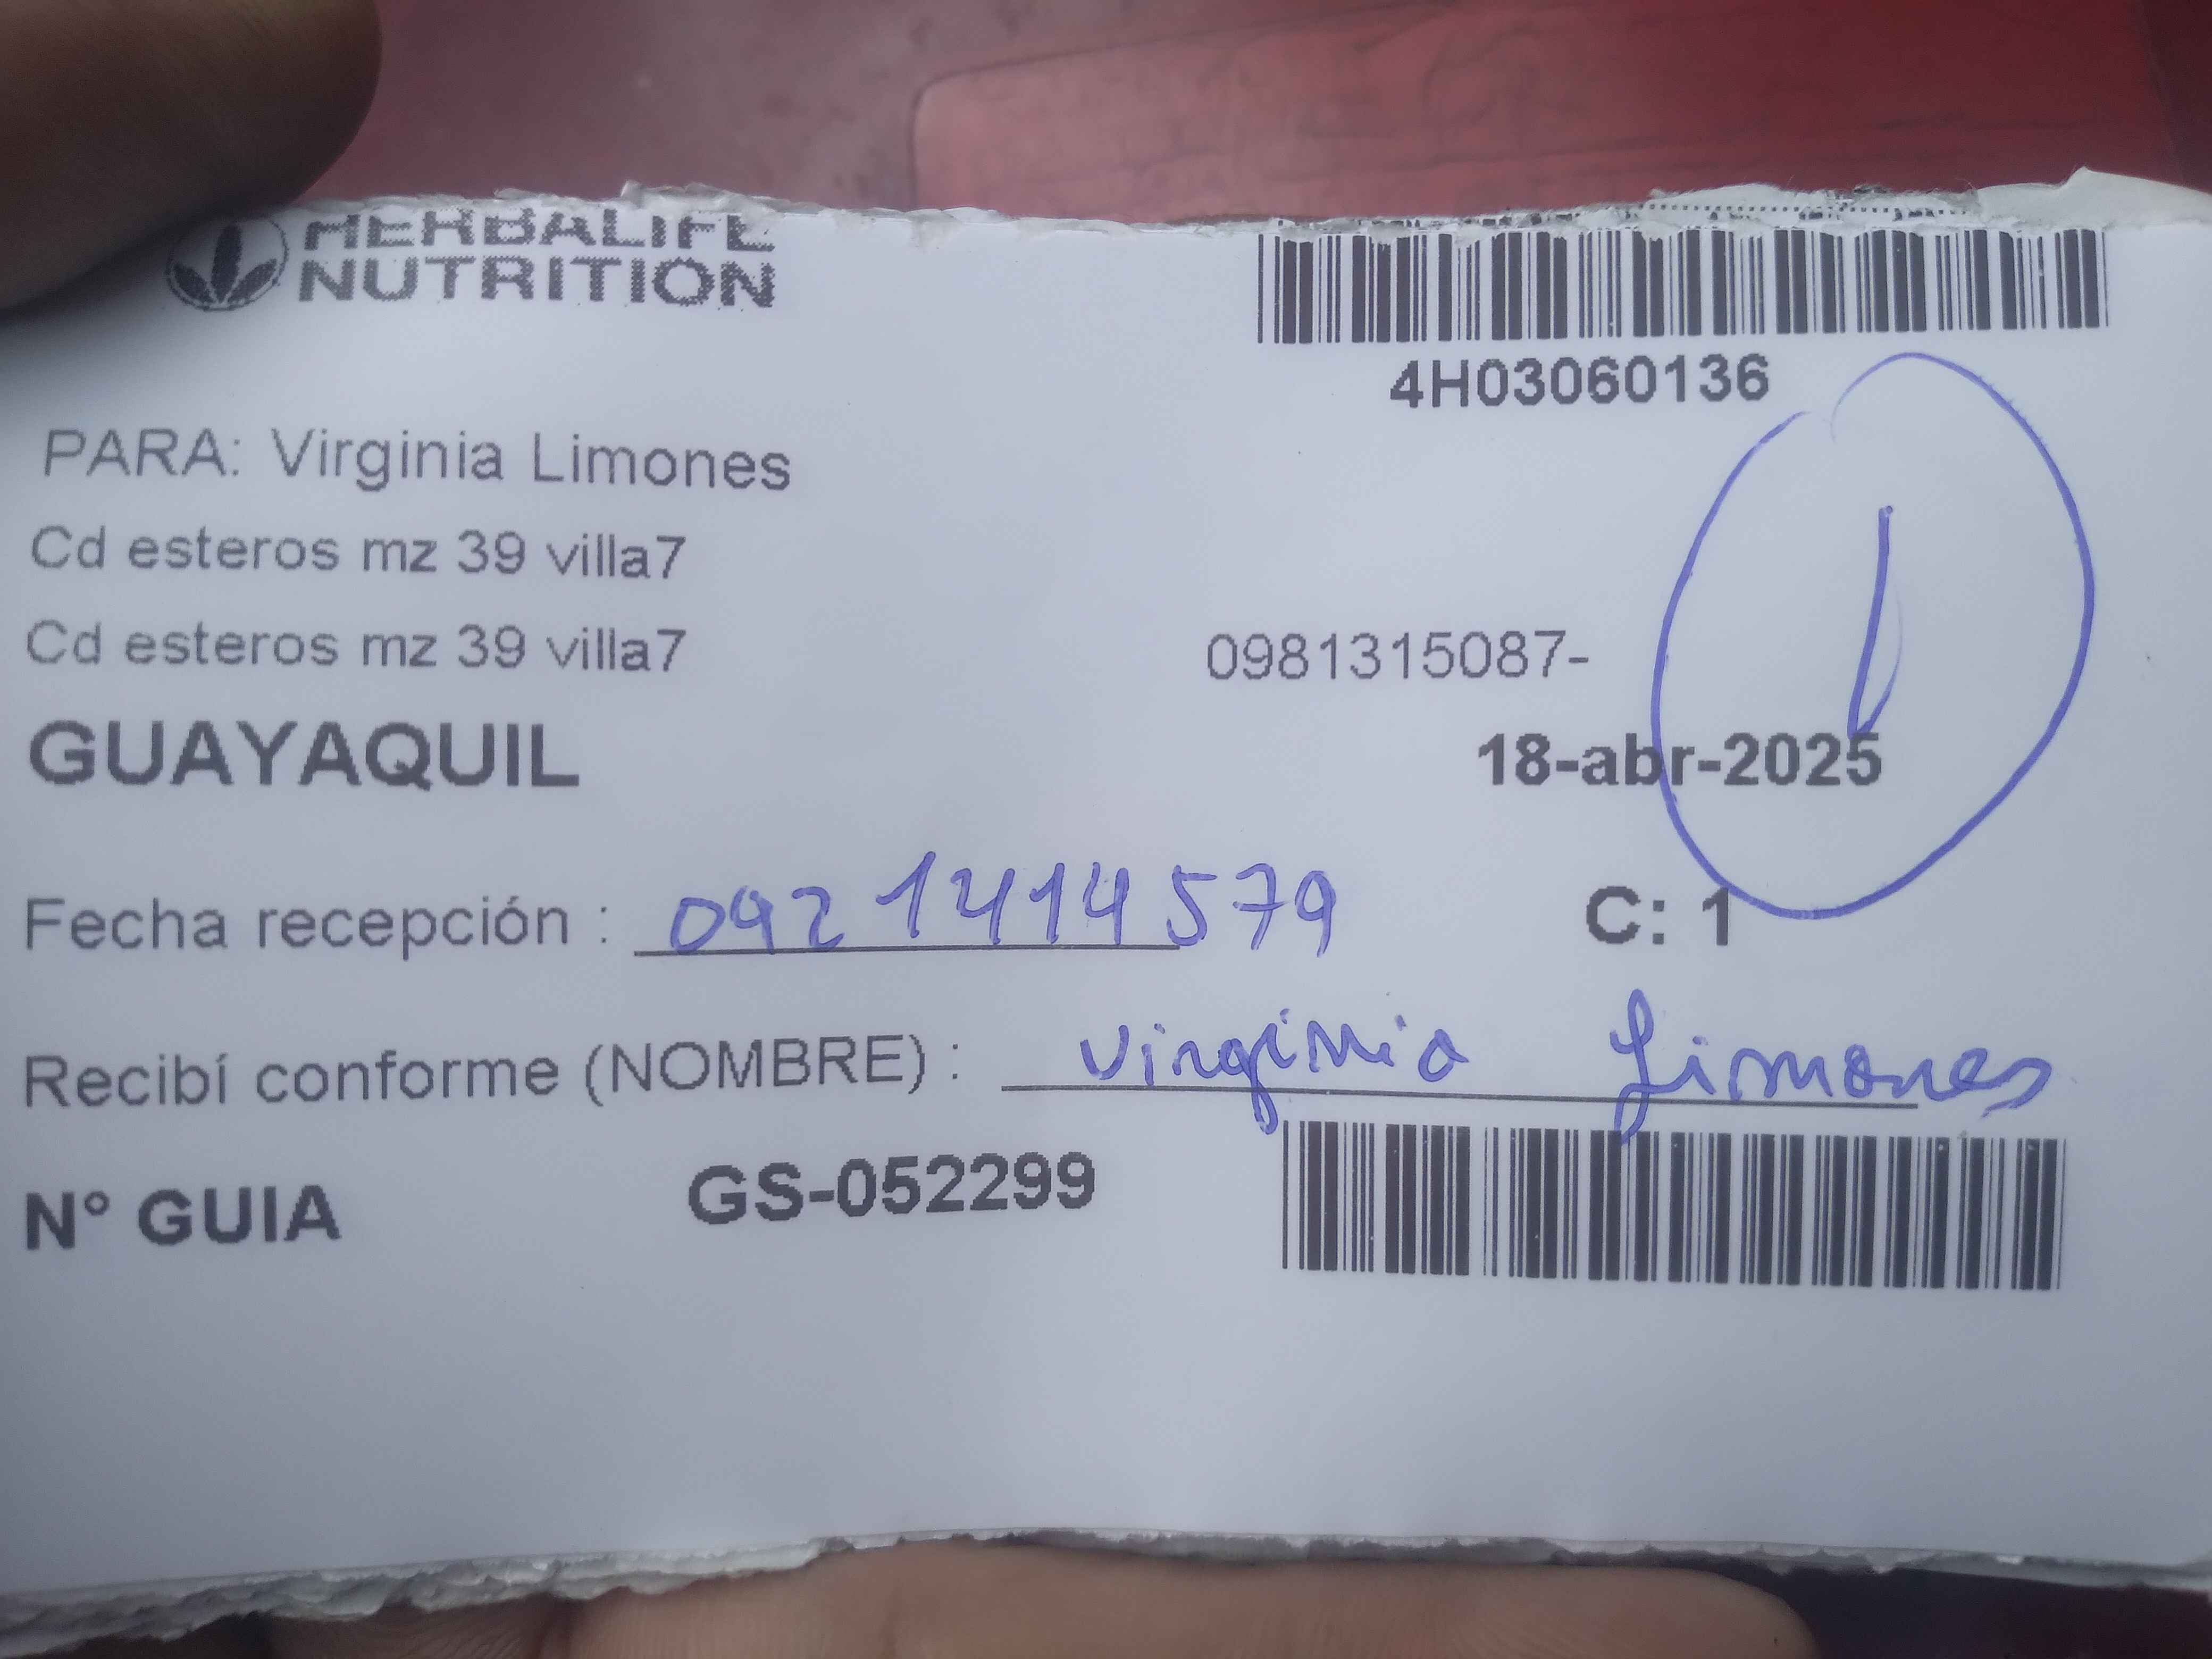 HERBALIFE
NUTRITION
4H03060136
PARA: Virginia Limones
Cd esteros mz 39 villa7
Cd esteros mz 39 villa7
0981315087-
GUAYAQUIL
18-abr-2025
1
Fecha recepción : 0921414579
C: 1
Recibí conforme (NOMBRE) : Virginia Limones
N° GUIA GS-052299